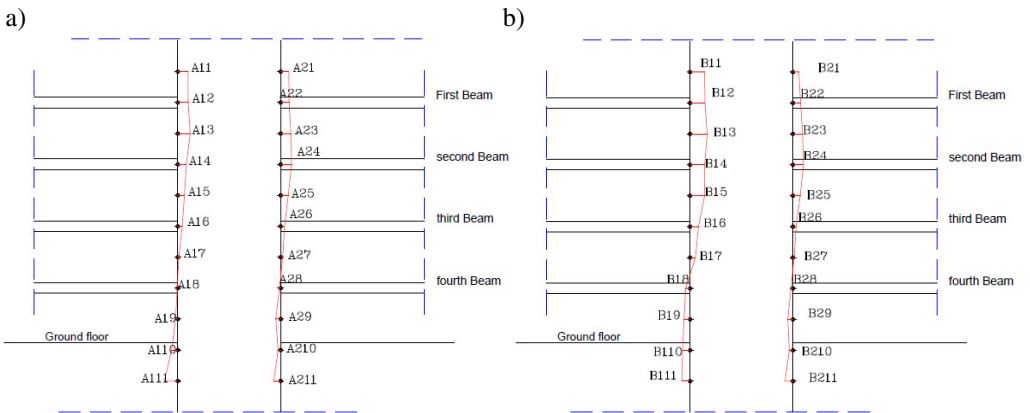 a)
b)
A11 A21
A12 A22 First Beam
A13 A23
A14 A24 second Beam
A15 A25
A16 A26 third Beam
A17 A27
A18 A28 fourth Beam
A19 A29
Ground floor
A110 A210
A111 A211
B11 B21
B12 B22 First Beam
B13 B23
B14 B24 second Beam
B15 B25
B16 B26 third Beam
B17 B27
B18 B28 fourth Beam
B19 B29
Ground floor
B110 B210
B111 B211